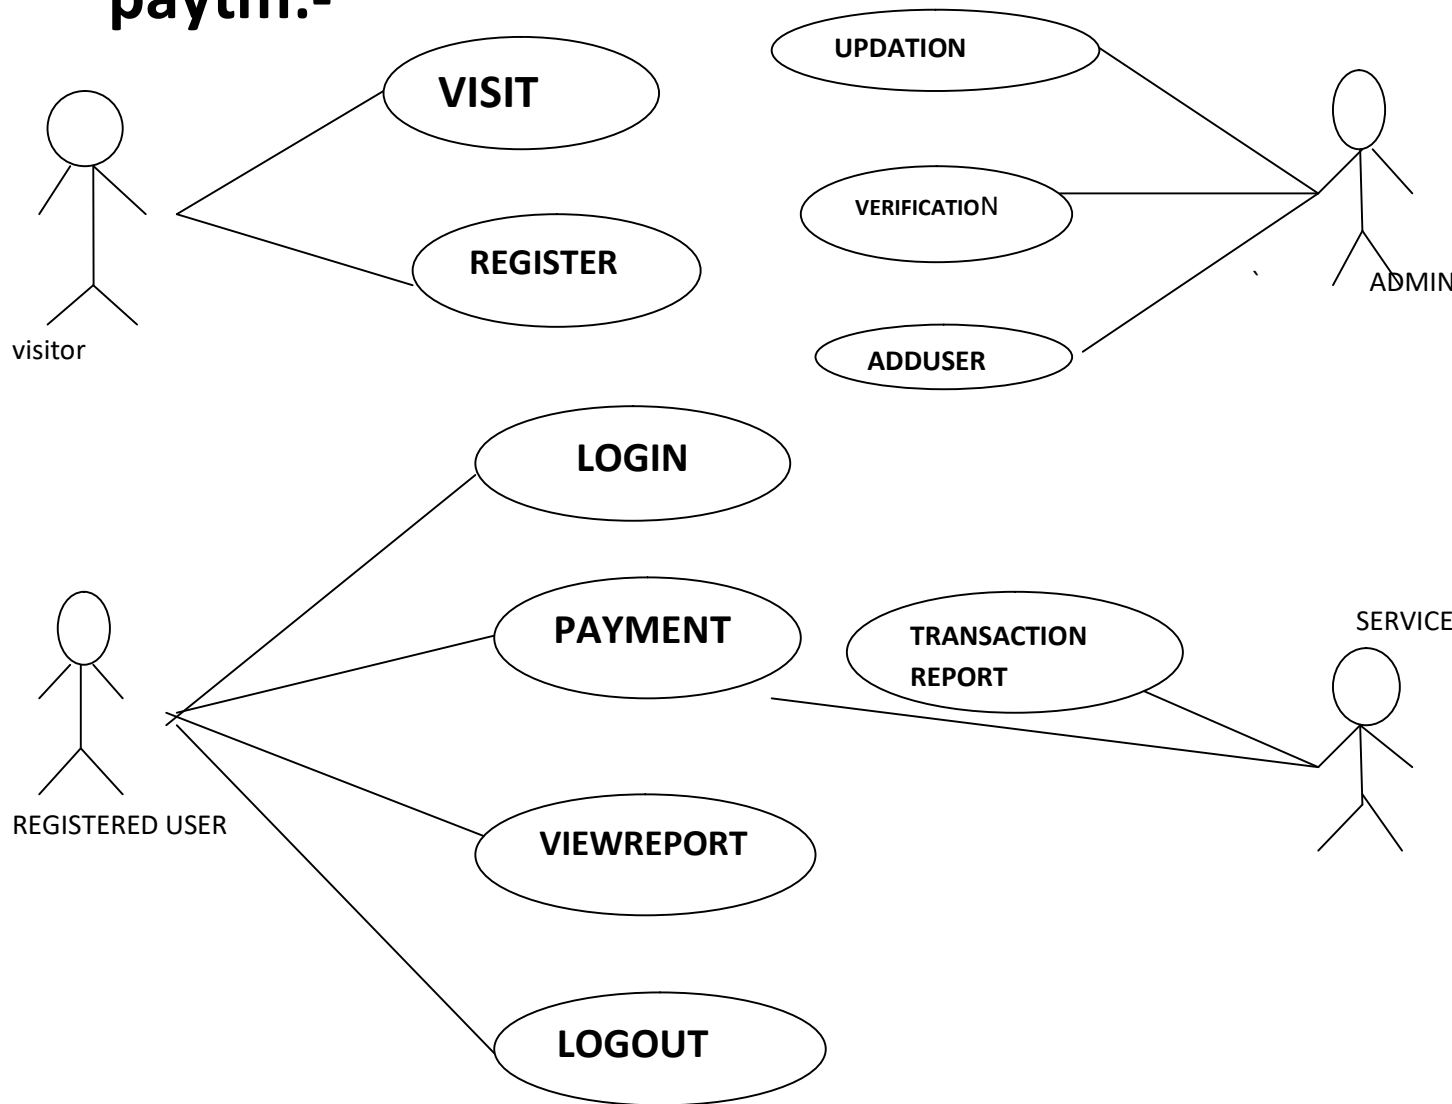 paytm:-
UPDATION
VISIT
VERIFICATION
REGISTER
`
ADMIN
visitor
ADDUSER
LOGIN
PAYMENT
TRANSACTION
REPORT
SERVICE
REGISTERED USER
VIEWREPORT
LOGOUT